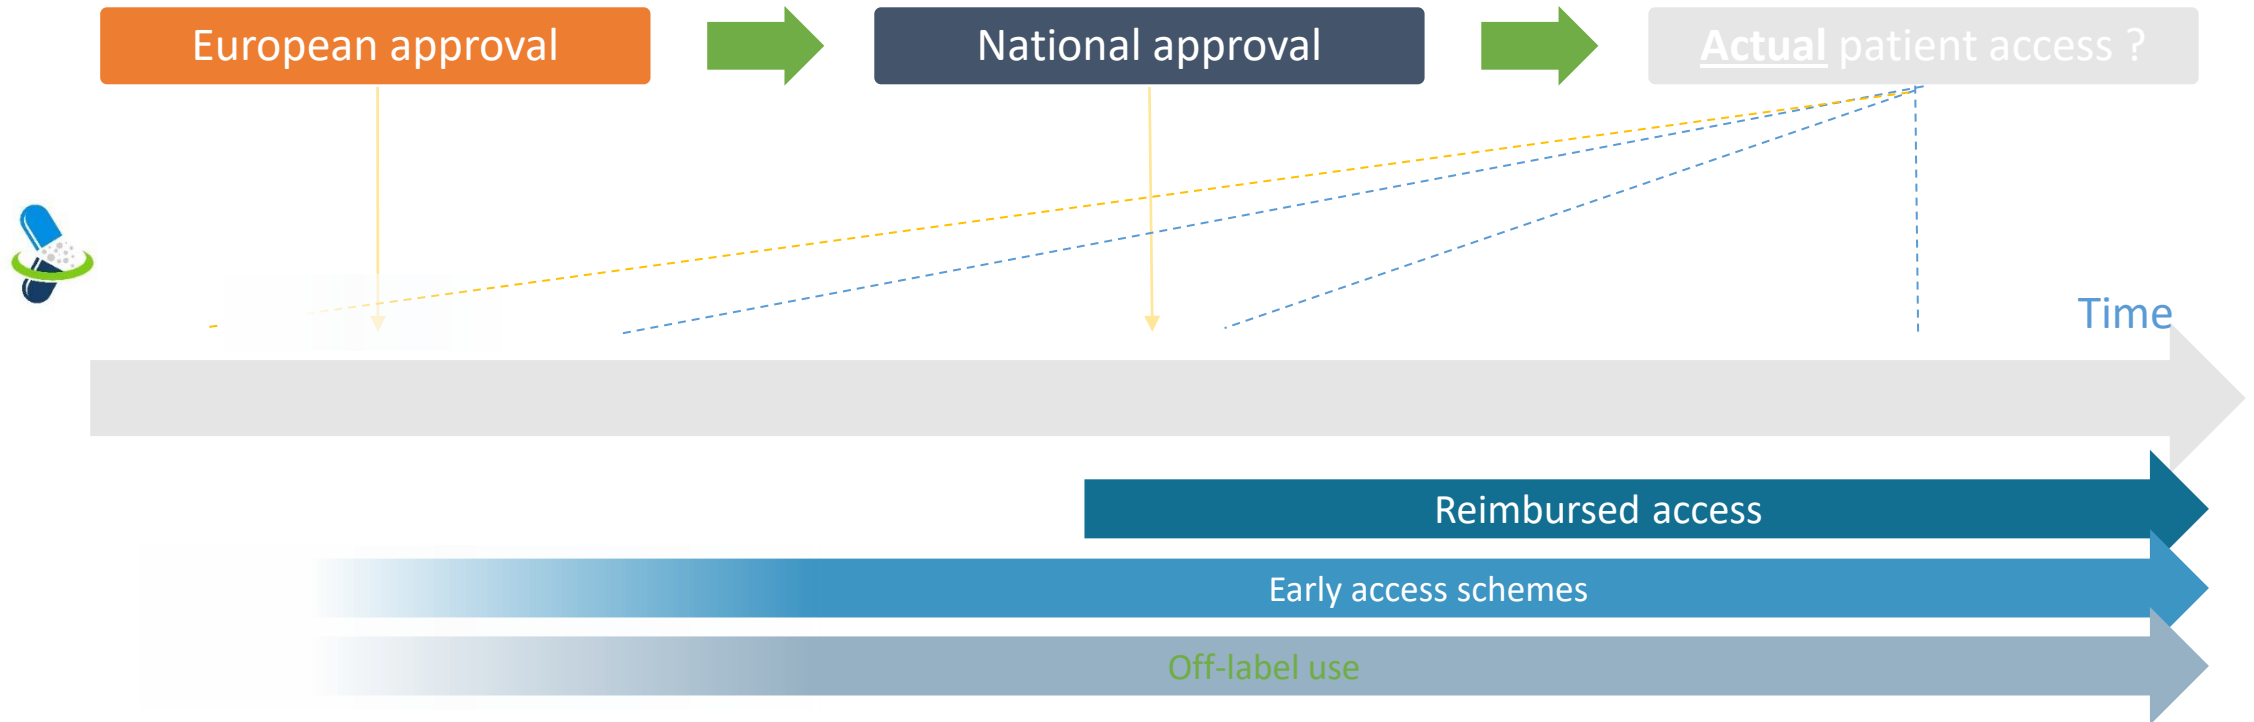 European approval
National approval
Actual patient access ?
Time
Reimbursed access
Early access schemes
Off-label use